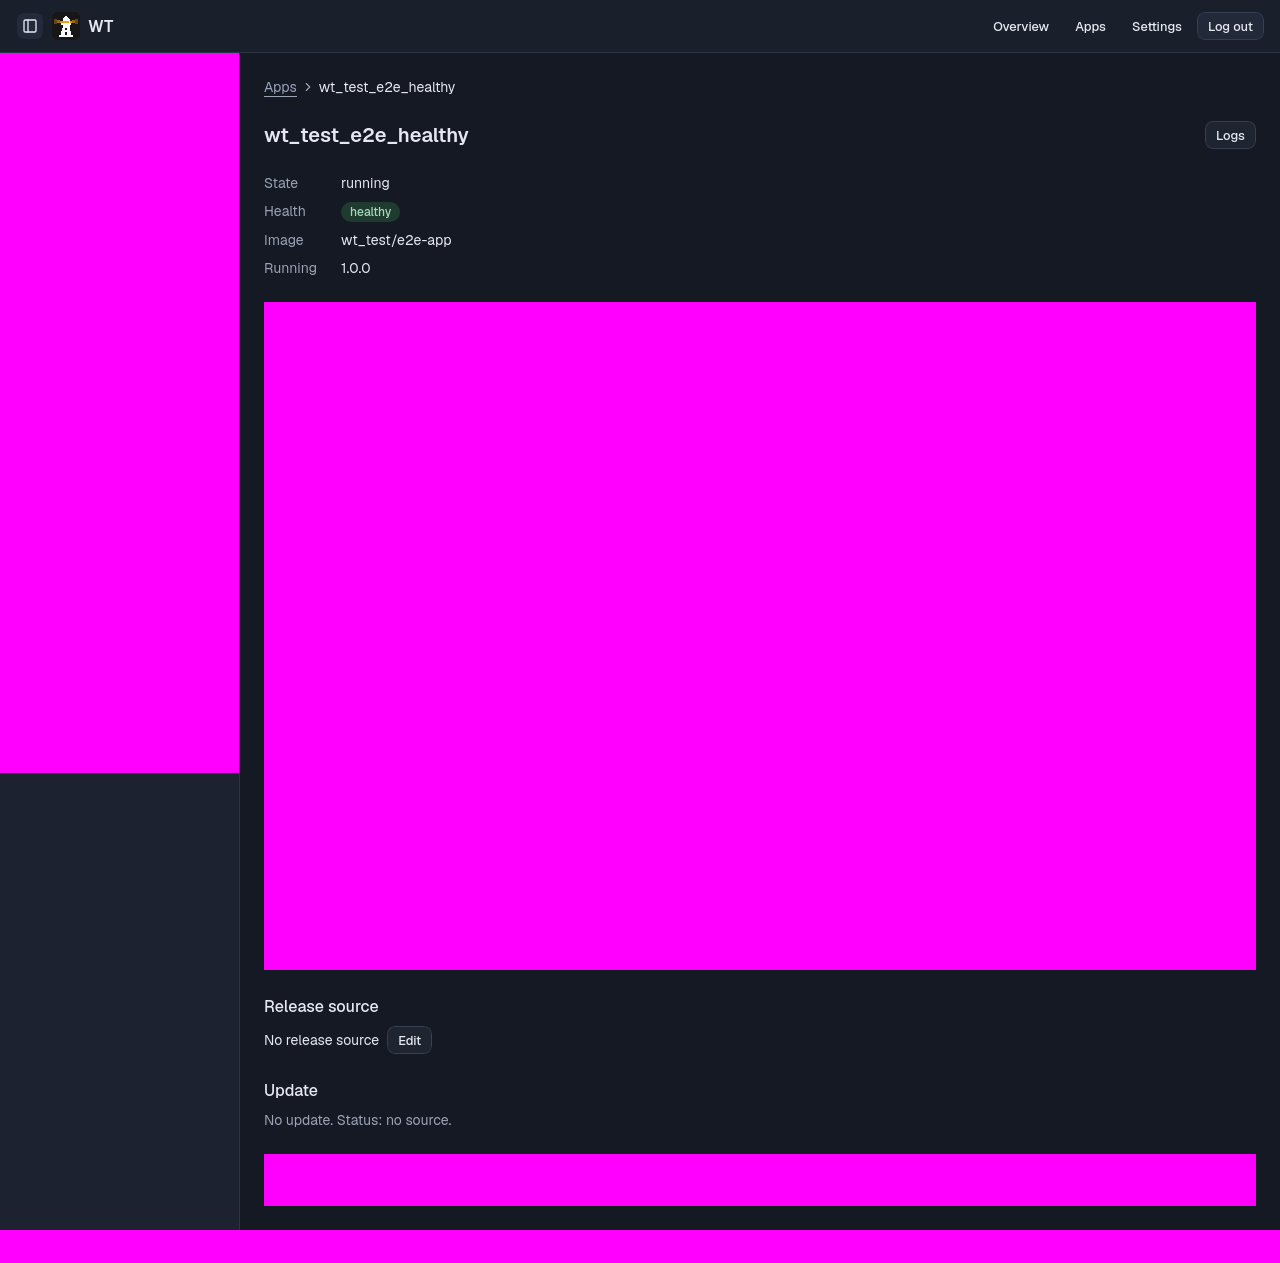 WT
Overview Apps Settings Log out
Apps > wt_test_e2e_healthy
wt_test_e2e_healthy
Logs
State running
Health healthy
Image wt_test/e2e-app
Running 1.0.0
Release source
No release source Edit
Update
No update. Status: no source.